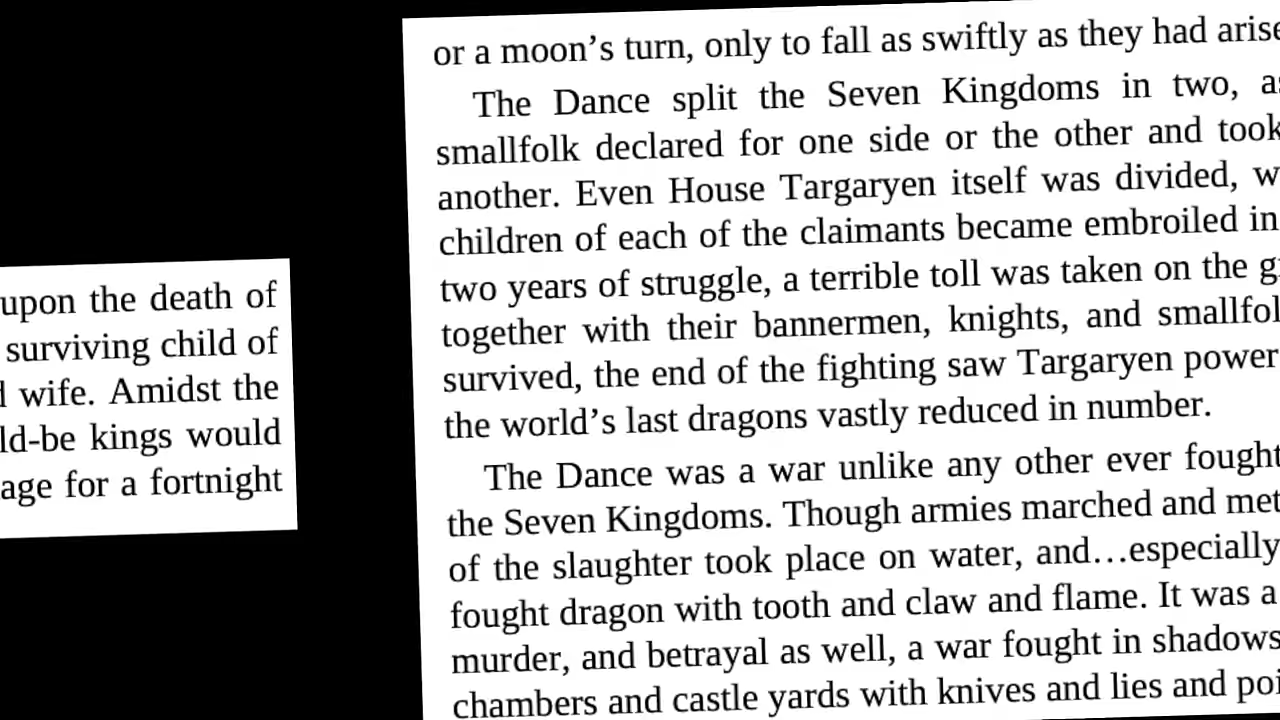 upon the death of
surviving child of
wife. Amidst the
kings would
for a fortnight
or a moon’s turn, only to fall as swiftly as they had
The Dance split the Seven Kingdoms in two,
smallfolk declared for one side or the other and took
another. Even House Targaryen itself was divided,
children of each of the claimants became embroiled in
two years of struggle, a terrible toll was taken on the
together with their bannermen, knights, and
survived, the end of the fighting saw Targaryen power
the world’s last dragons vastly reduced in number.
The Dance was a war unlike any other ever fought
the Seven Kingdoms. Though armies marched and met
of the slaughter took place on water, and…especially
fought dragon with tooth and claw and flame. It was a
murder, and betrayal as well, a war fought in shadows
chambers and castle yards with knives and lies and